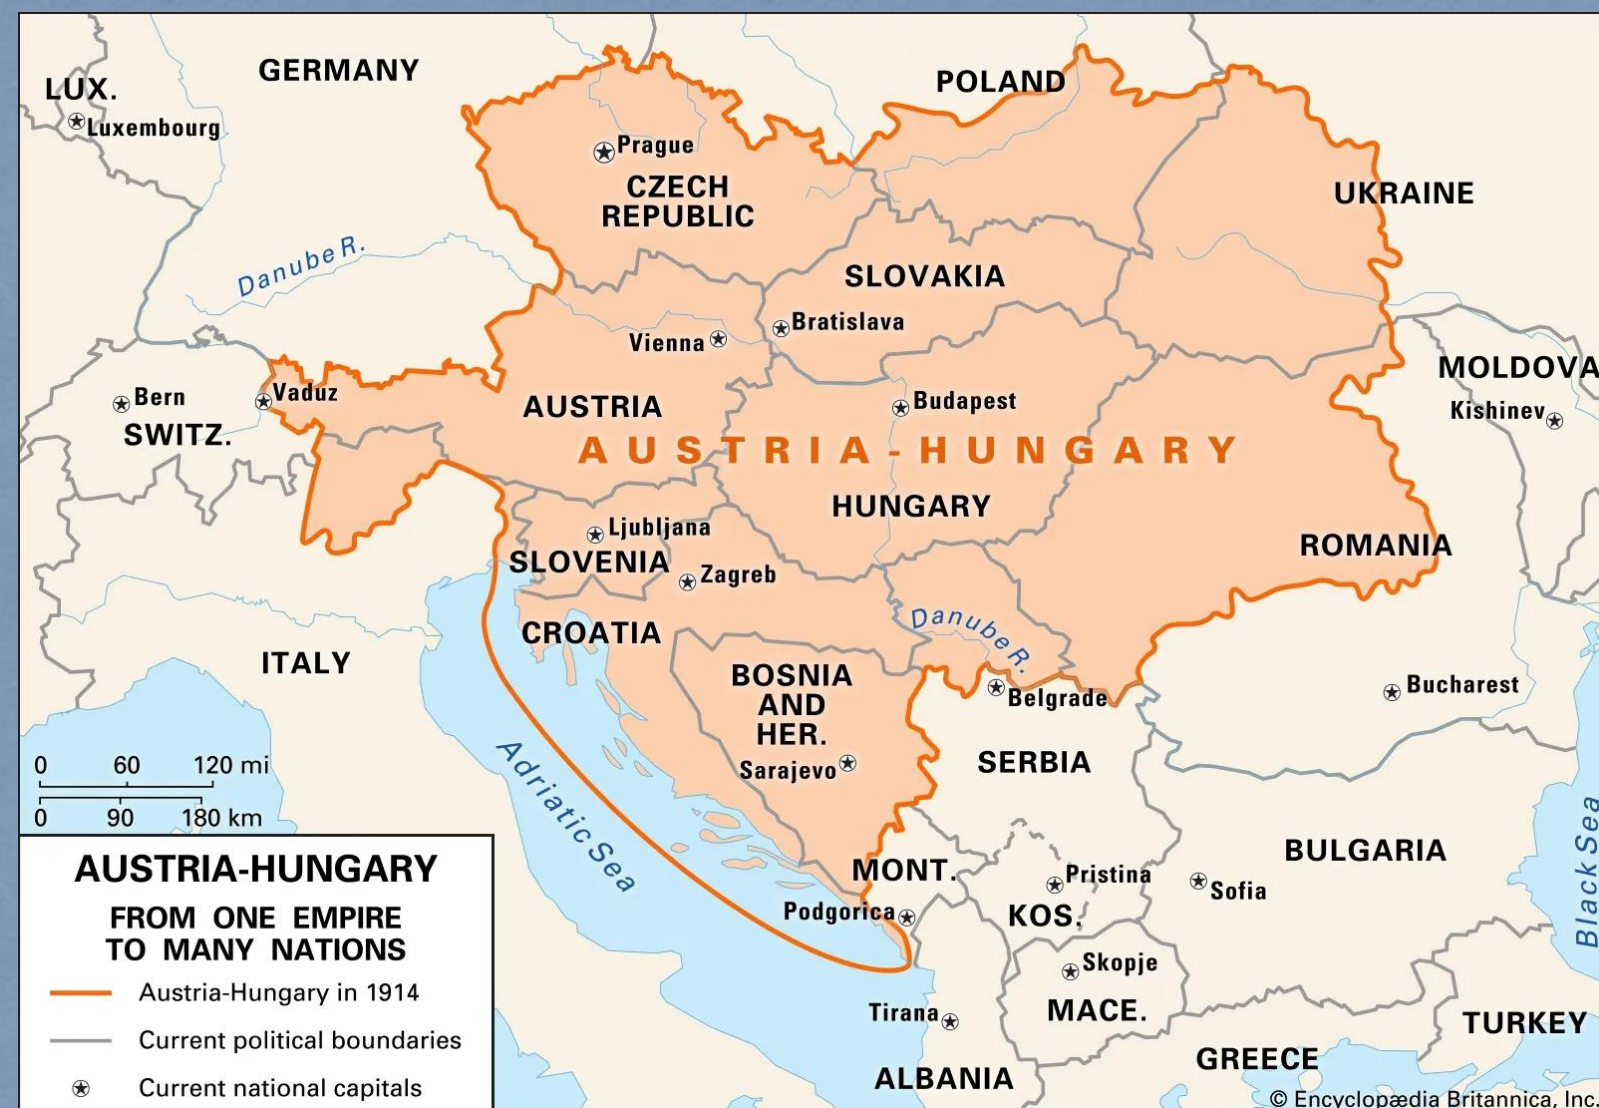 GERMANY
POLAND
LUX.
Luxembourg
Prague
CZECH
REPUBLIC
UKRAINE
Danube R.
SLOVAKIA
Bratislava
Vienna
MOLDOVA
Kishinev
Bern
SWITZ.
Vaduz
AUSTRIA
Budapest
AUSTRIA-HUNGARY
HUNGARY
ROMANIA
Ljubljana
SLOVENIA
Zagreb
CROATIA
Danube R.
ITALY
BOSNIA
AND
HER.
Sarajevo
Belgrade
Bucharest
SERBIA
Adriatic Sea
Black Sea
BULGARIA
MONT.
Podgorica
Pristina
KOS.
Sofia
Skopje
MACE.
Tirana
ALBANIA
GREECE
TURKEY
0 60 120 mi
0 90 180 km
AUSTRIA-HUNGARY
FROM ONE EMPIRE
TO MANY NATIONS
Austria-Hungary in 1914
Current political boundaries
Current national capitals
© Encyclopædia Britannica, Inc.